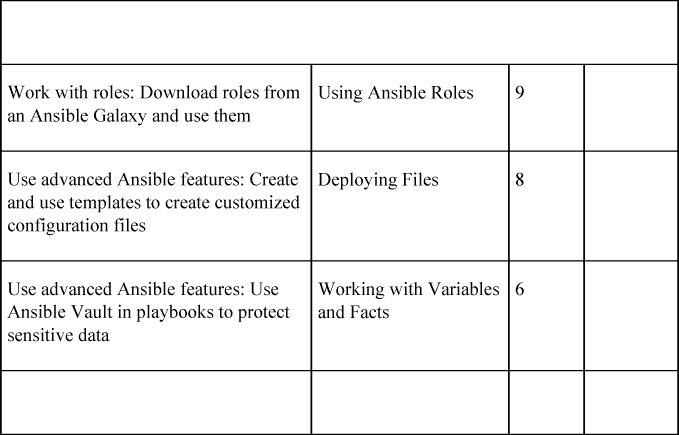 Work with roles: Download roles from
an Ansible Galaxy and use them
Using Ansible Roles
9
Use advanced Ansible features: Create
and use templates to create customized
configuration files
Deploying Files
8
Use advanced Ansible features: Use
Ansible Vault in playbooks to protect
sensitive data
Working with Variables
and Facts
6